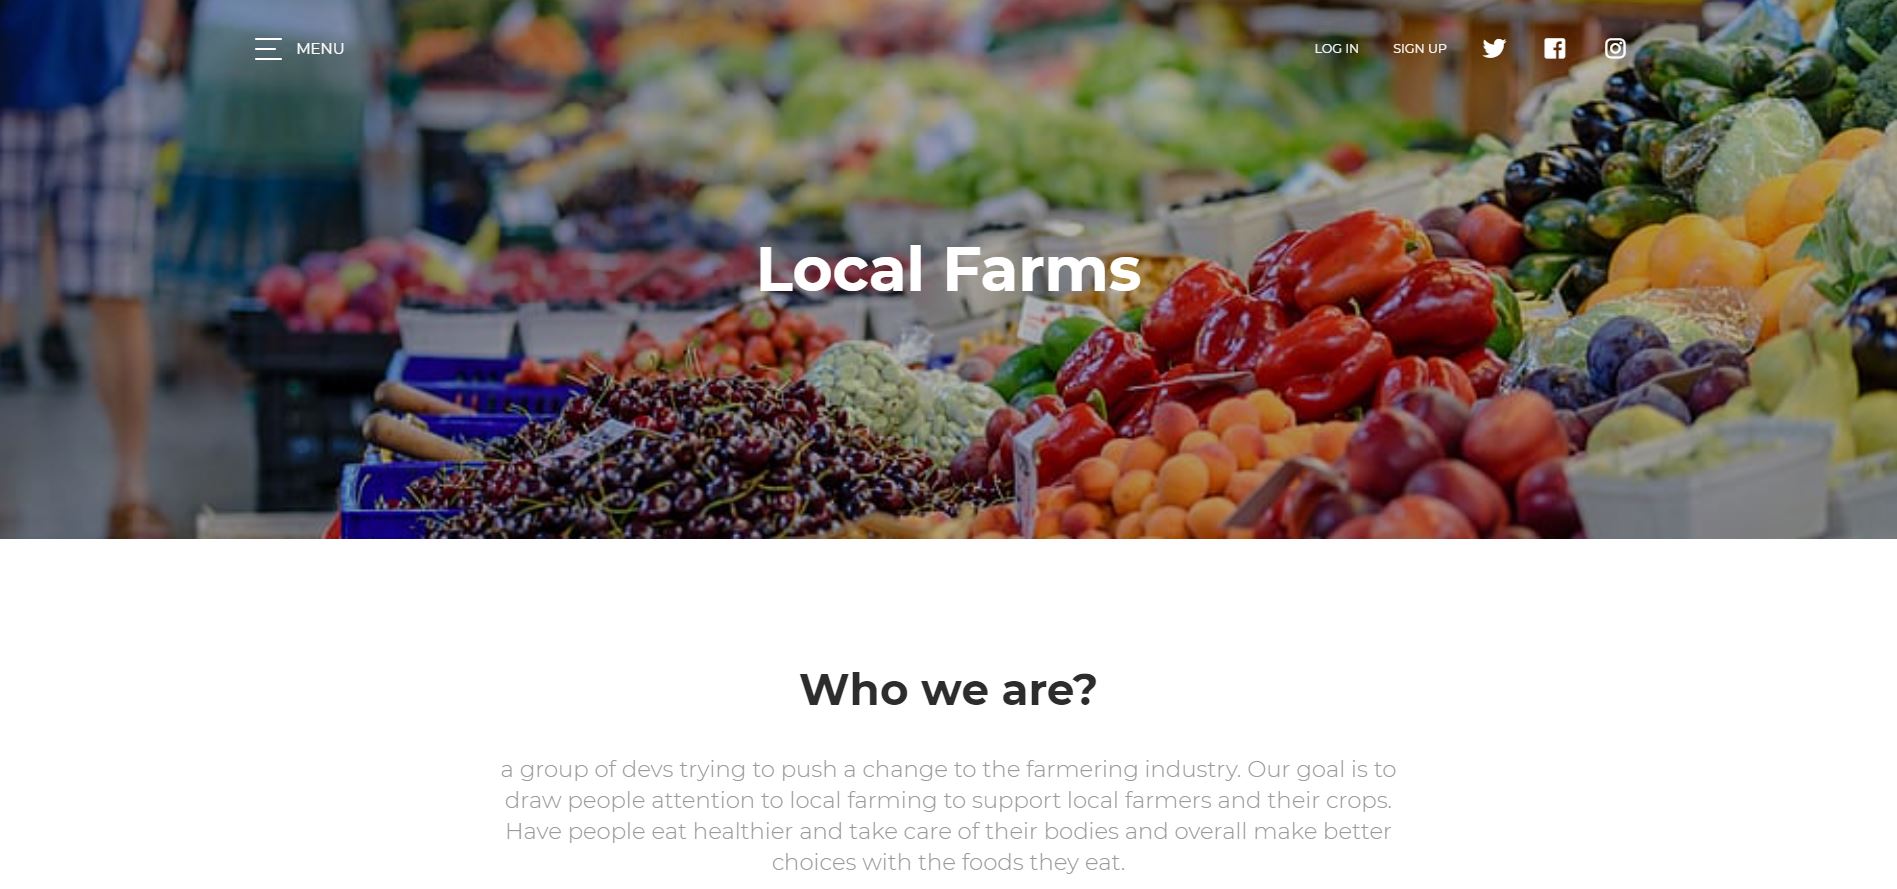 MENU
LOG IN
SIGN UP
Local Farms
Who we are?
a group of devs trying to push a change to the farmering industry. Our goal is to
draw people attention to local farming to support local farmers and their crops.
Have people eat healthier and take care of their bodies and overall make better
choices with the foods they eat.